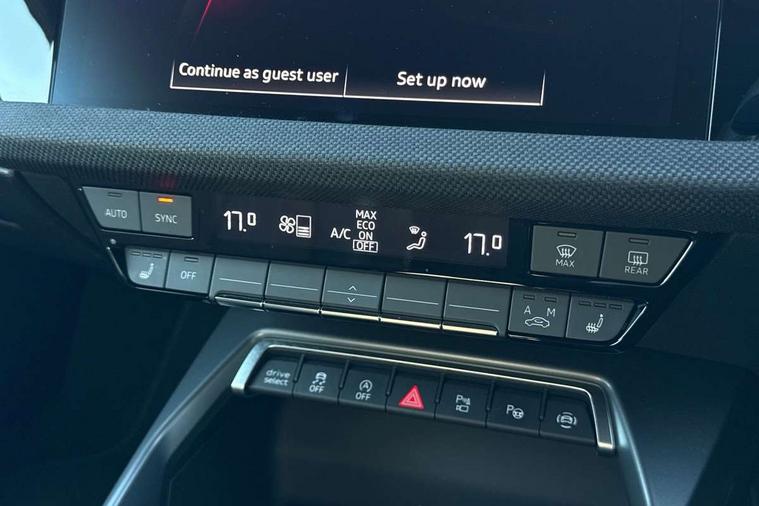 Continue as guest user
Set up now
AUTO
SYNC
17.0
A/C
MAX
ECO
ON
OFF
17.0
MAX
REAR
OFF
A M
drive
select
OFF
A
OFF
P
P